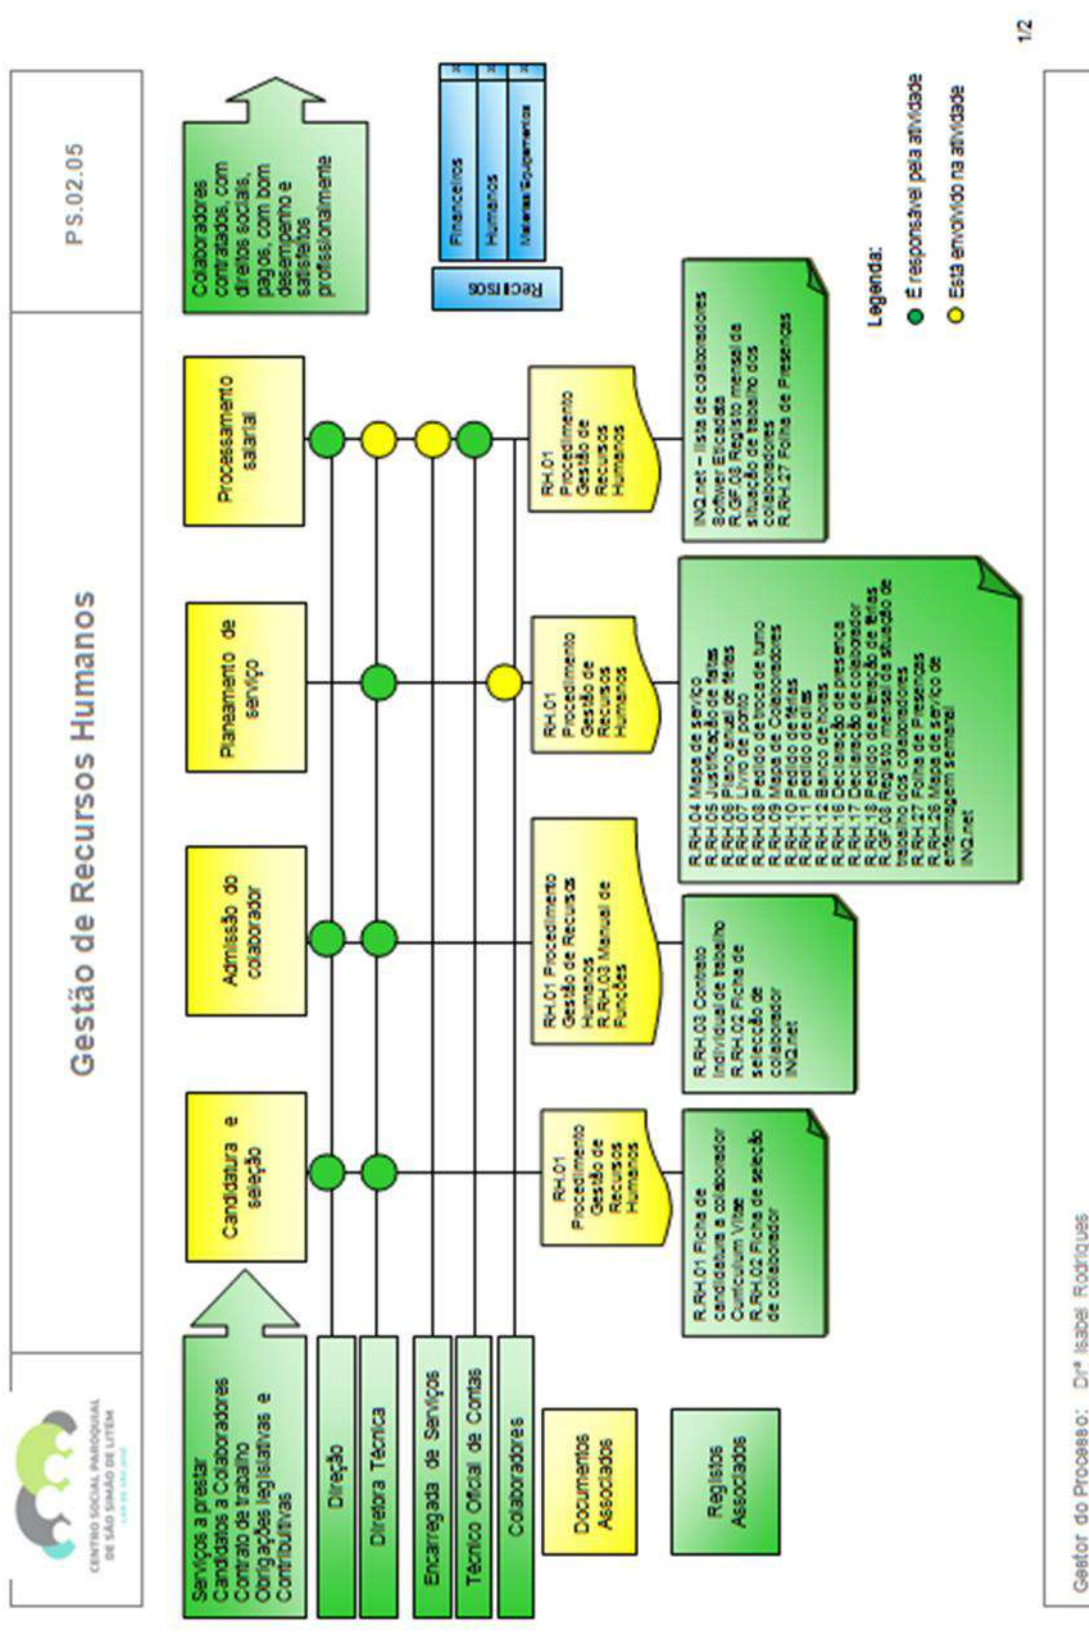 CENTRO SOCIAL PAROQUIAL
DE SÃO SIMÃO DE LITÉM
LAR DE SÃO JOSÉ
Gestão de Recursos Humanos
PS.02.05
Serviços a prestar
Candidatos a Colaboradores
Contrato de trabalho
Obrigações legislativas e
Contributivas
Candidatura e
seleção
Admissão do
colaborador
Planeamento de
serviço
Processamento
salarial
Colaboradores
contratados, com
direitos sociais,
pagos, com bom
desempenho e
satisfeitos
profissionalmente
Direção
Diretora Técnica
Encarregada de Serviços
Técnico Oficial de Contas
Colaboradores
Recursos
Financeiros
Humanos
Materiais/Equipamentos
Documentos
Associados
RH.01
Procedimento
Gestão de
Recursos
Humanos
RH.01 Procedimento
Gestão de Recursos
Humanos
R.RH.03 Manual de
Funções
RH.01
Procedimento
Gestão de
Recursos
Humanos
RH.01
Procedimento
Gestão de
Recursos
Humanos
Registos
Associados
R.RH.01 Ficha de
candidatura a colaborador
Curriculum Vitae
R.RH.02 Ficha de seleção
de colaborador
R.RH.03 Contrato
individual de trabalho
R.RH.02 Ficha de
selecção de
colaborador
INQ.net
R.RH.04 Mapa de serviço
R.RH.05 Justificação de faltas
R.RH.06 Plano anual de férias
R.RH.07 Livro de ponto
R.RH.08 Pedido de troca de turno
R.RH.09 Mapa de Colaboradores
R.RH.10 Pedido de férias
R.RH.11 Pedido de dias
R.RH.12 Banco de horas
R.RH.16 Declaração de presença
R.RH.17 Declaração de colaborador
R.RH.18 Pedido de alteração de férias
R.GF.08 Registo mensal da situação de
trabalho dos colaboradores
R.RH.27 Folha de Presenças
R.RH.28 Mapa de serviço de
enfermagem semanal
INQ.net
INQ.net – lista de colaboradores
Softwer Eticadata
R.GF.08 Registo mensal da
situação de trabalho dos
colaboradores
R.RH.27 Folha de Presenças
Legenda:
É responsável pela atividade
Está envolvido na atividade
1/2
Gestor do Processo: Drª Isabel Rodrigues